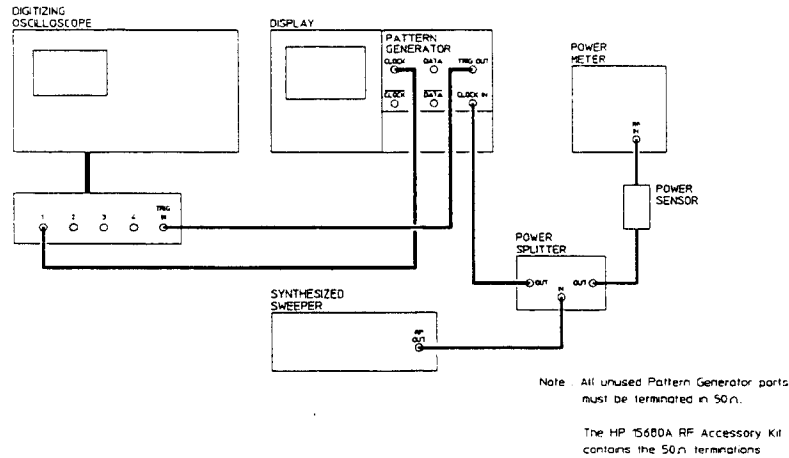 DIGITIZING
OSCILLOSCOPE
DISPLAY
PATTERN
GENERATOR
CLOCK DATA TRIG OUT
CLOCK DATA CLOCK IN
POWER
METER
RF
IN
POWER
SENSOR
1 2 3 4 TRIG
IN
POWER
SPLITTER
OUT IN OUT
SYNTHESIZED
SWEEPER
RF
OUT
Note . All unused Pattern Generator ports
must be terminated in 50Ω.
The HP 15680A RF Accessory Kit
contains the 50Ω terminations